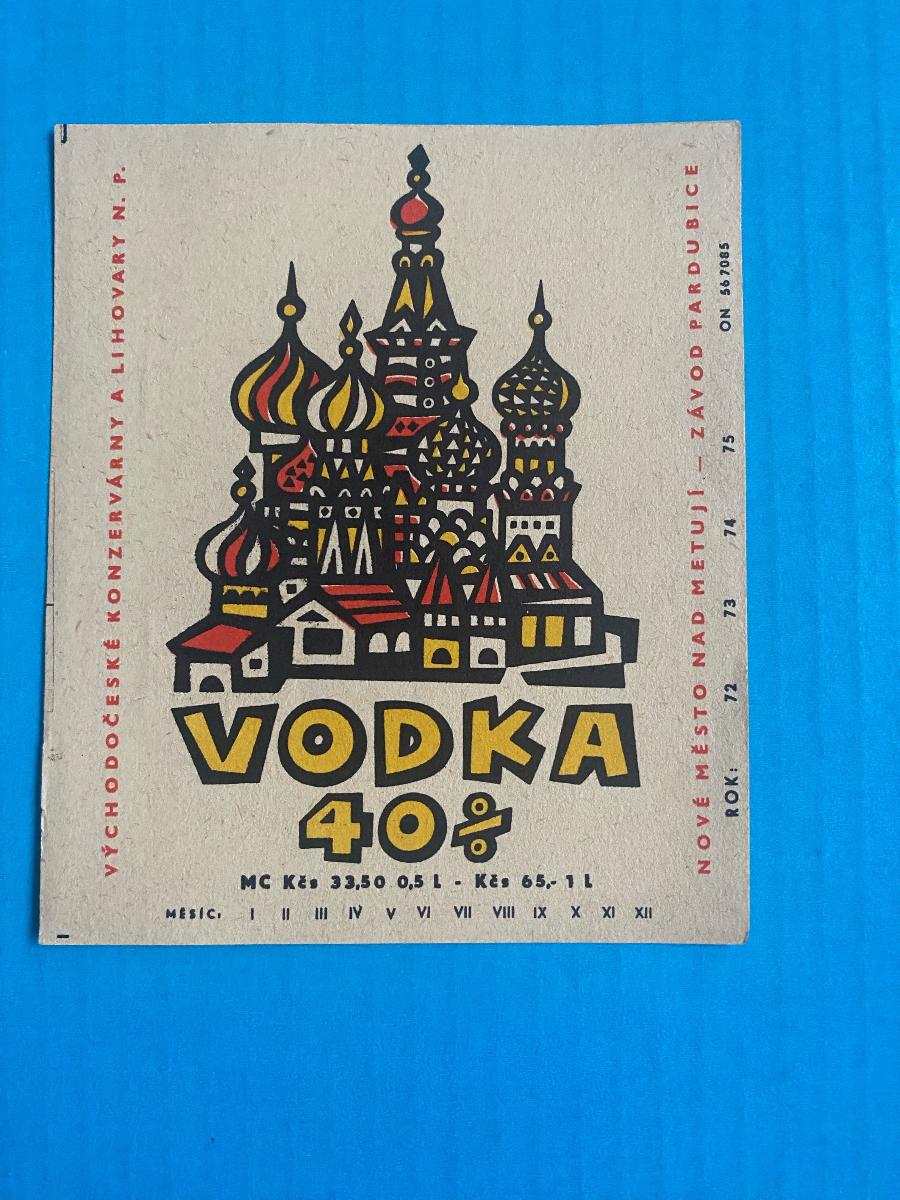 VÝCHODOČESKÉ KONZERVÁRNY A LIHOVARY N. P.
VODKA
40%
MC Kčs 33,50 0,5 L - Kčs 65,- 1 L
MĚSÍC: I II III IV V VI VII VIII IX X XI XII
NOVÉ MĚSTO NAD METUJÍ — ZÁVOD PARDUBICE
ROK: 72 73 74 75 ON 567085